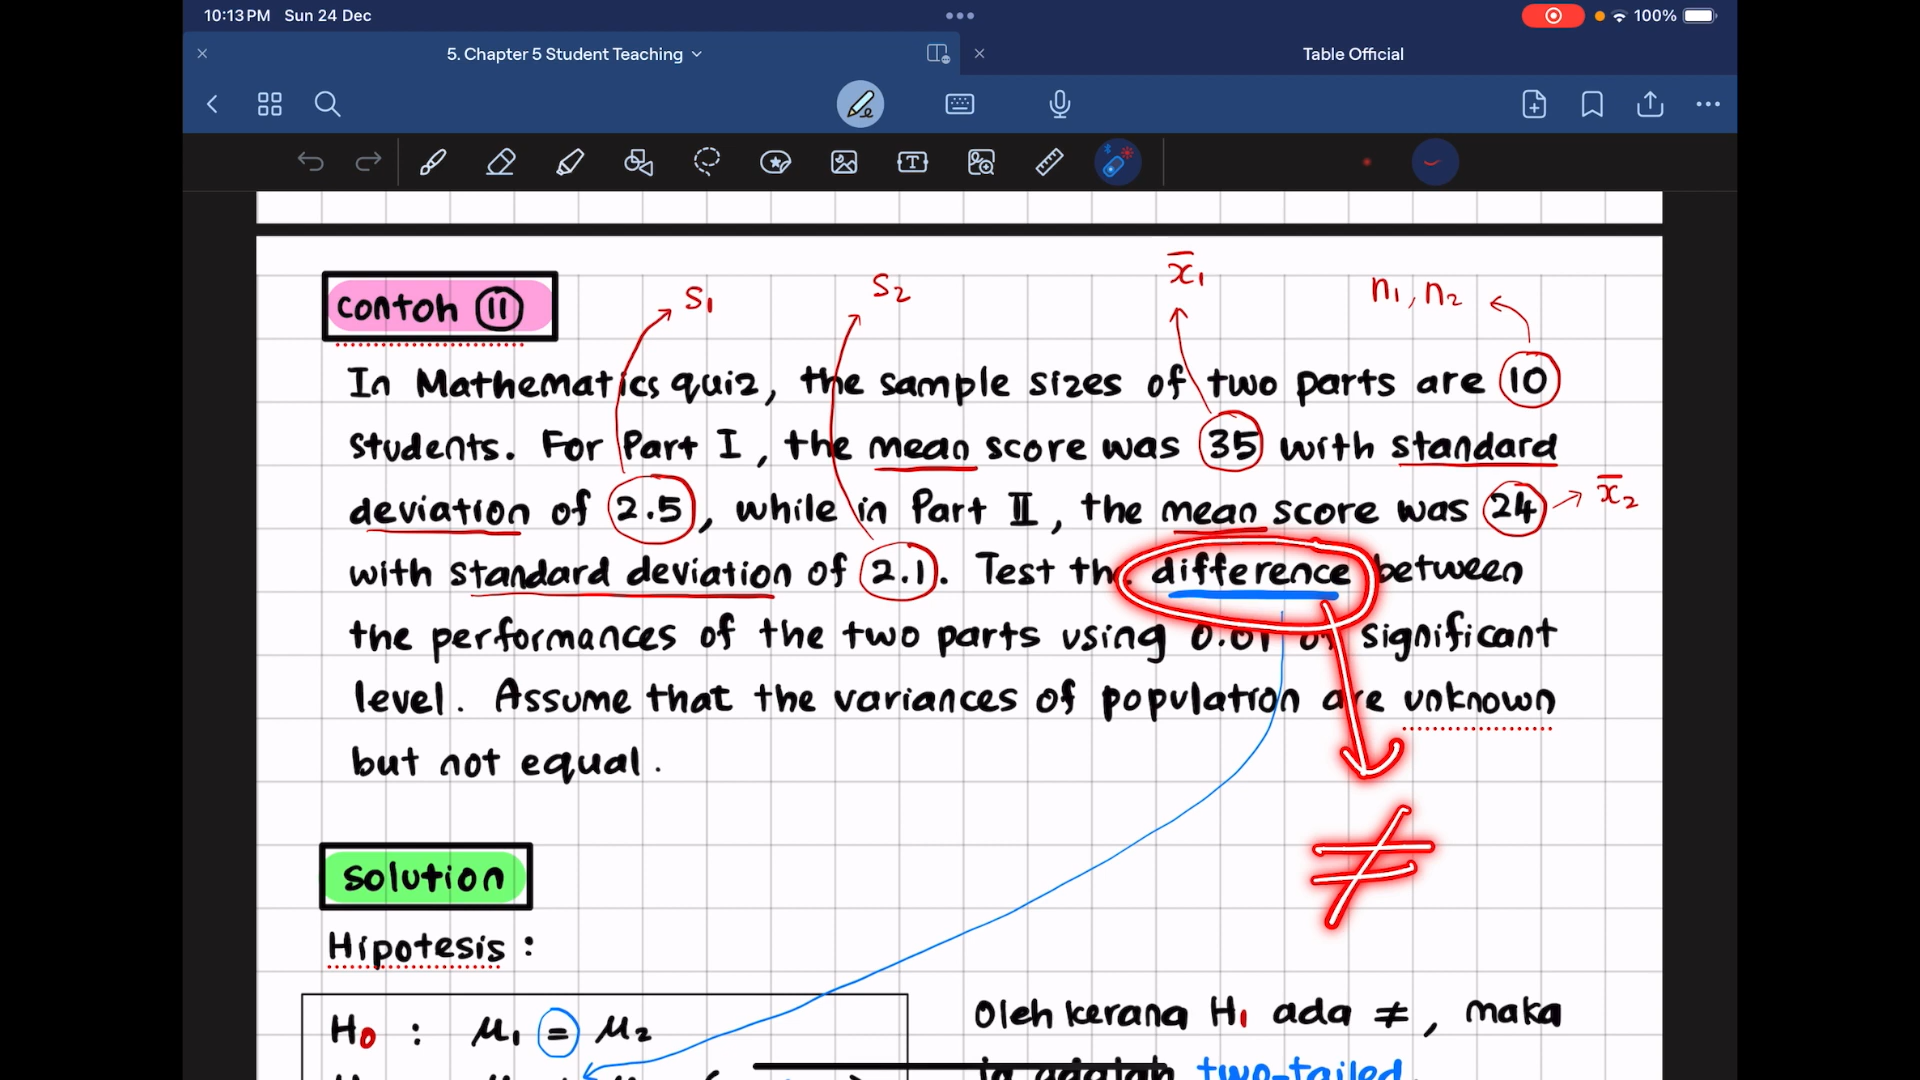 10:13 PM Sun 24 Dec
100%
5. Chapter 5 Student Teaching
Table Official
contoh 11
S1
S2
x̄1
n1, n2
In Mathematics quiz, the sample sizes of two parts are 10
students. For Part I, the mean score was 35 with standard
deviation of 2.5, while in Part II, the mean score was 24
x̄2
with standard deviation of 2.1. Test the difference between
the performances of the two parts using 0.01 of significant
level. Assume that the variances of population are unknown
but not equal.
≠
Solution
Hipotesis :
H0 : μ1 = μ2
Oleh kerana H1 ada ≠, maka
ia adalah two-tailed.